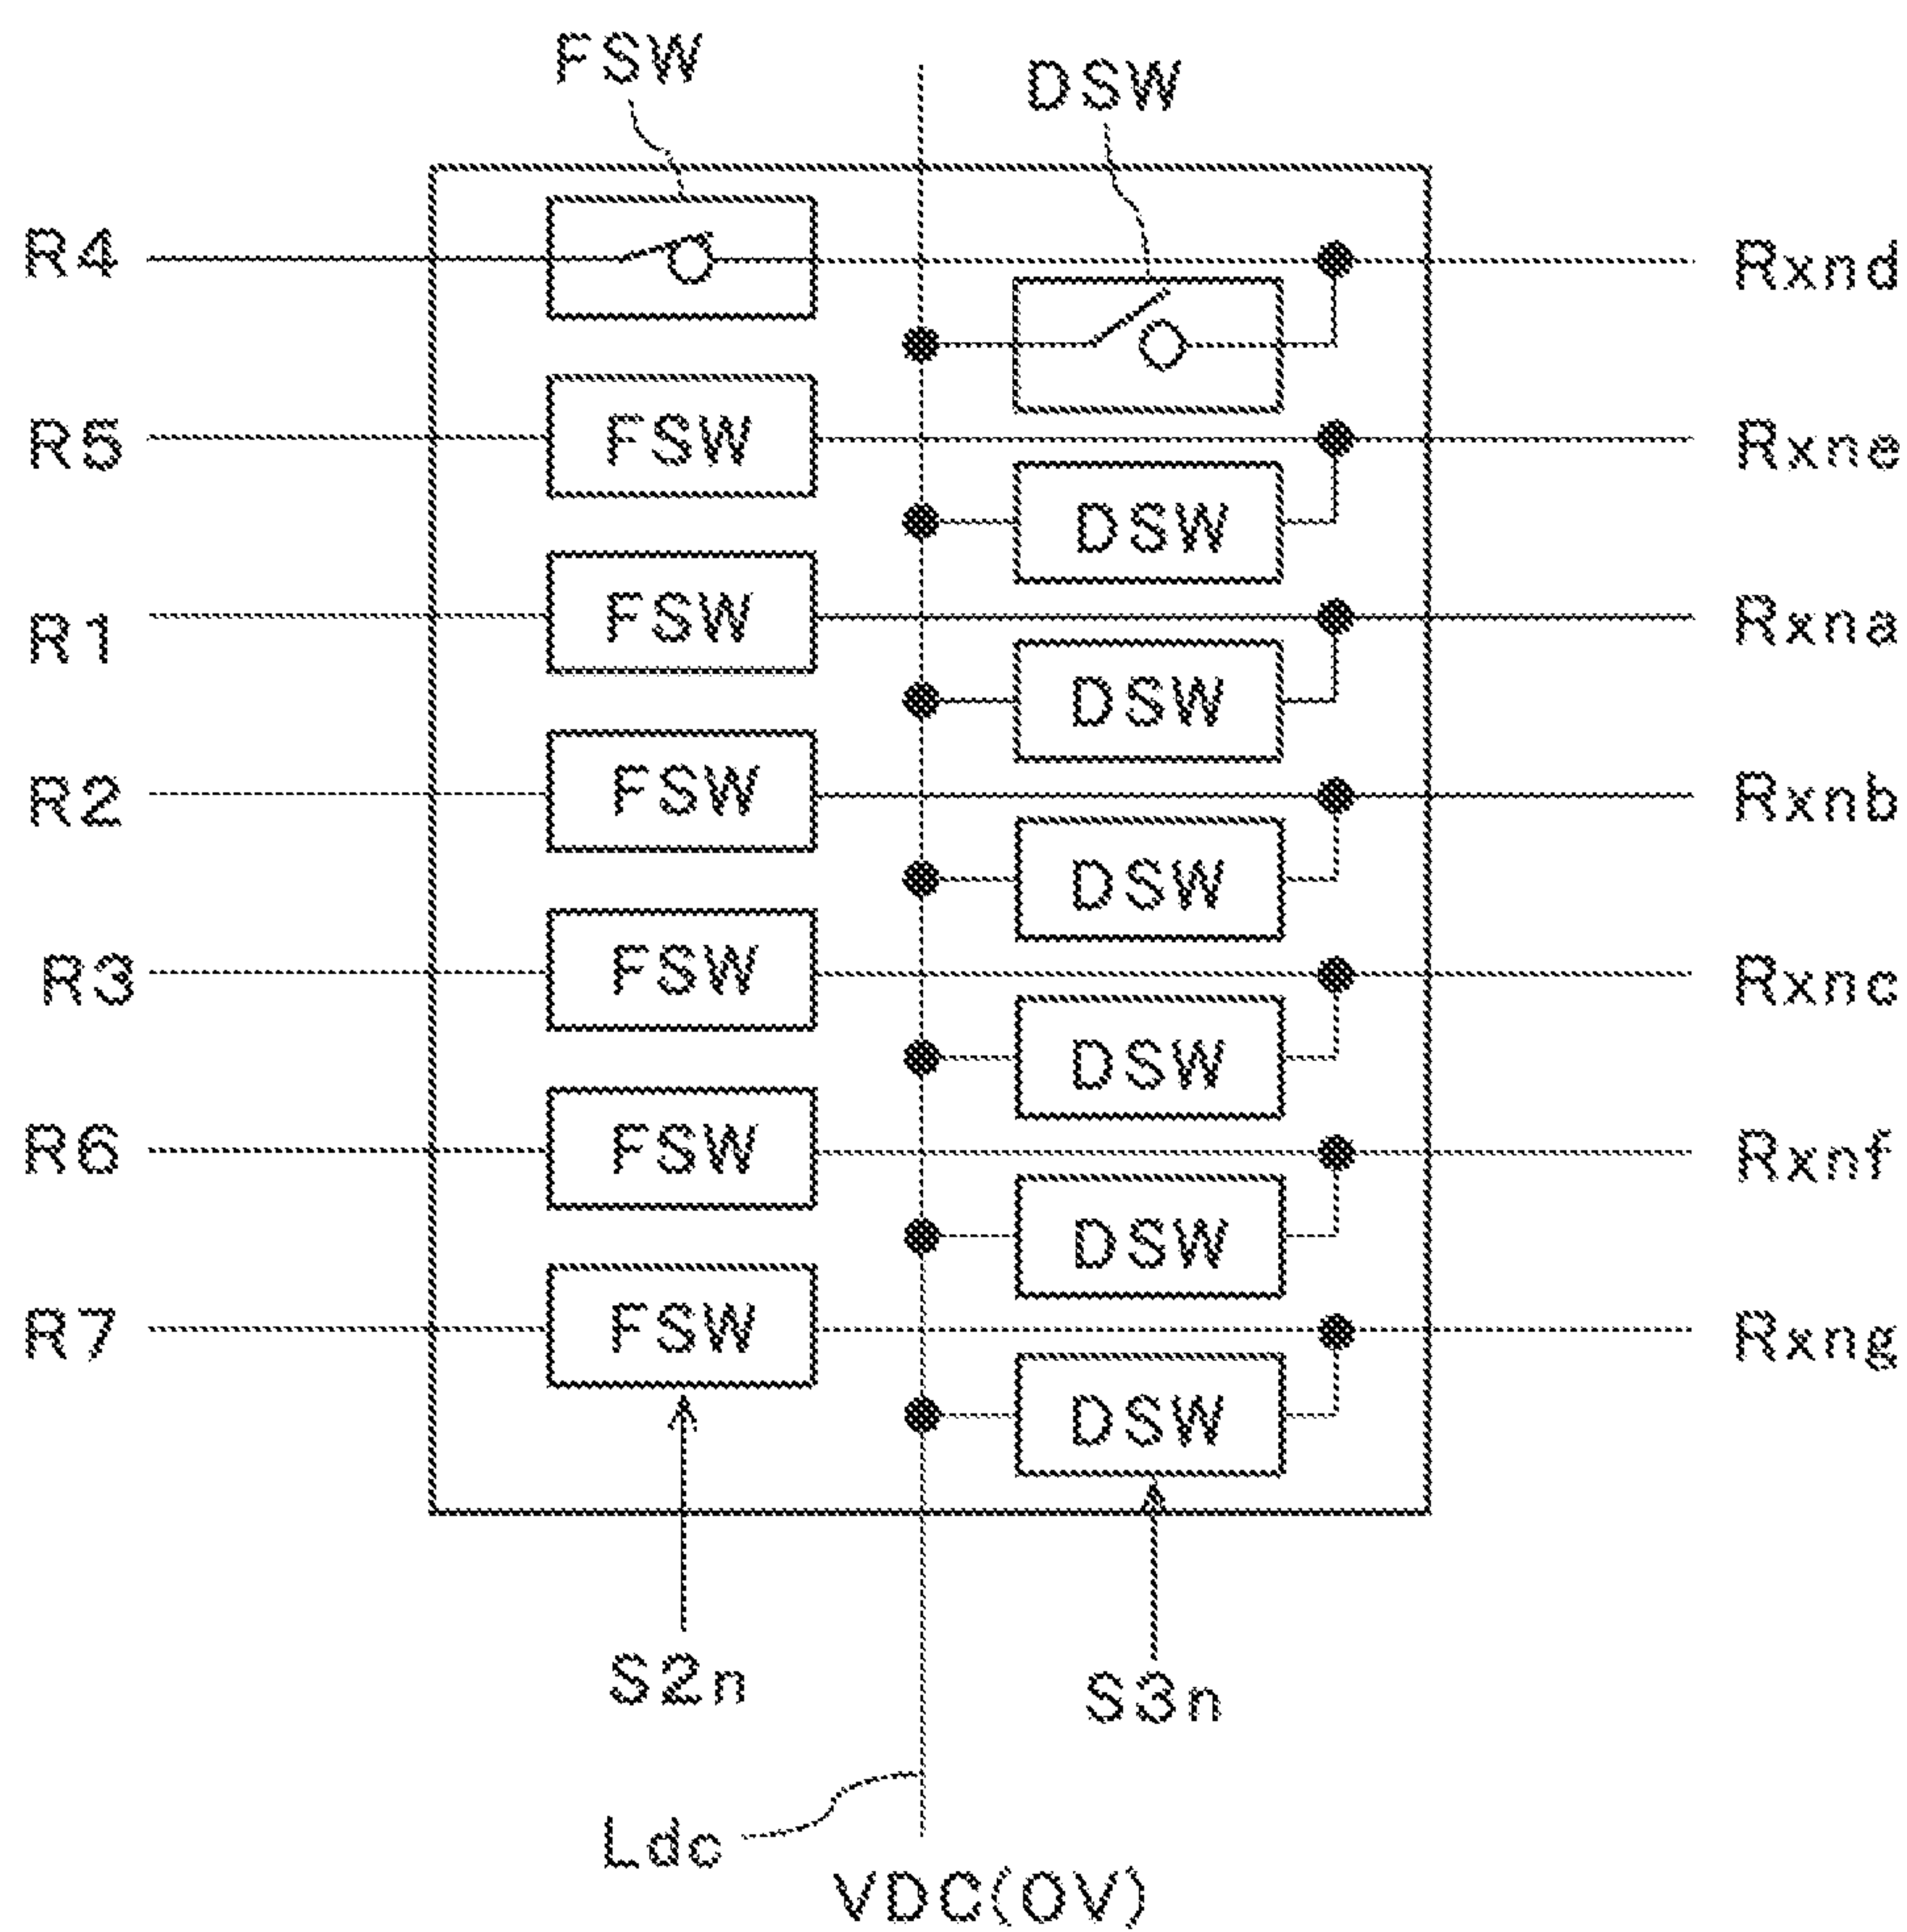 FSW
DSW
R4 Rxnd
R5 FSW Rxne
DSW
R1 FSW Rxna
DSW
R2 FSW Rxnb
DSW
R3 FSW Rxnc
DSW
R6 FSW Rxnf
DSW
R7 FSW Rxng
DSW
S2n
S3n
Ldc
VDC(0V)